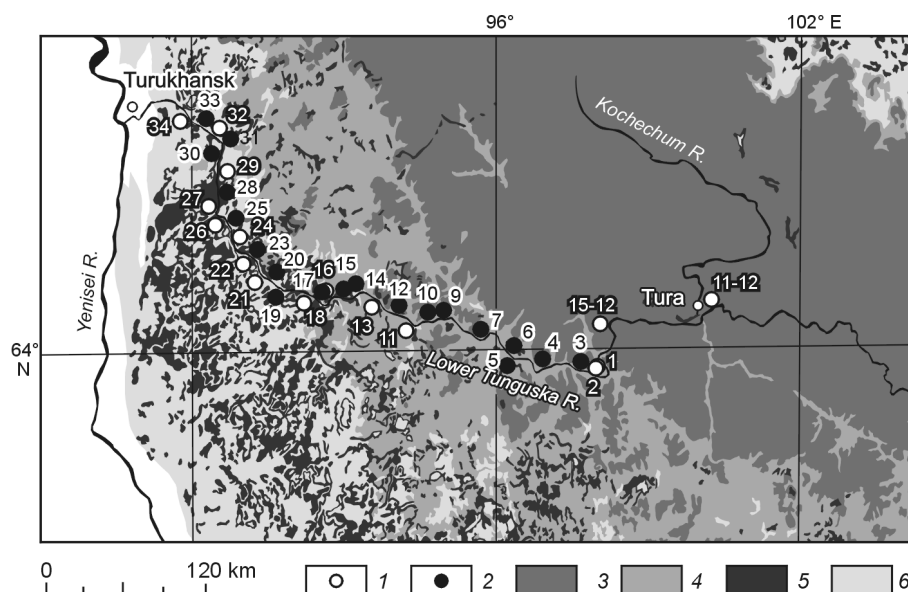 96° 102° E
Turukhansk
33
34 32
31
30
29
28
27
25
26 24
23
22
20
21 17 16 15 14
19 18 12 10 9
13
11 7
Kochechum R.
Yenisei R.
Tura 11-12
15-12
6
4 3 1
5 2
64°
N
Lower Tunguska R.
0 120 km
1 2 3 4 5 6